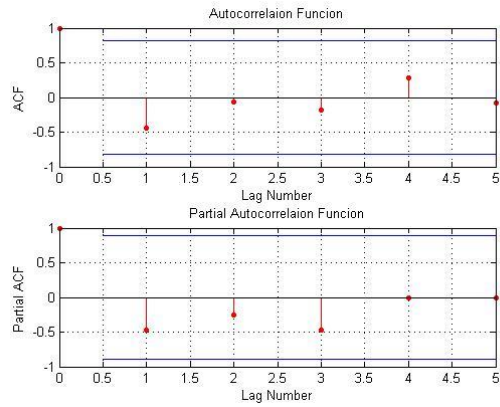 Autocorrelaion Funcion
1
0.5
0
-0.5
-1
ACF
0 0.5 1 1.5 2 2.5 3 3.5 4 4.5 5
Lag Number
Partial Autocorrelaion Funcion
1
0.5
0
-0.5
-1
Partial ACF
0 0.5 1 1.5 2 2.5 3 3.5 4 4.5 5
Lag Number